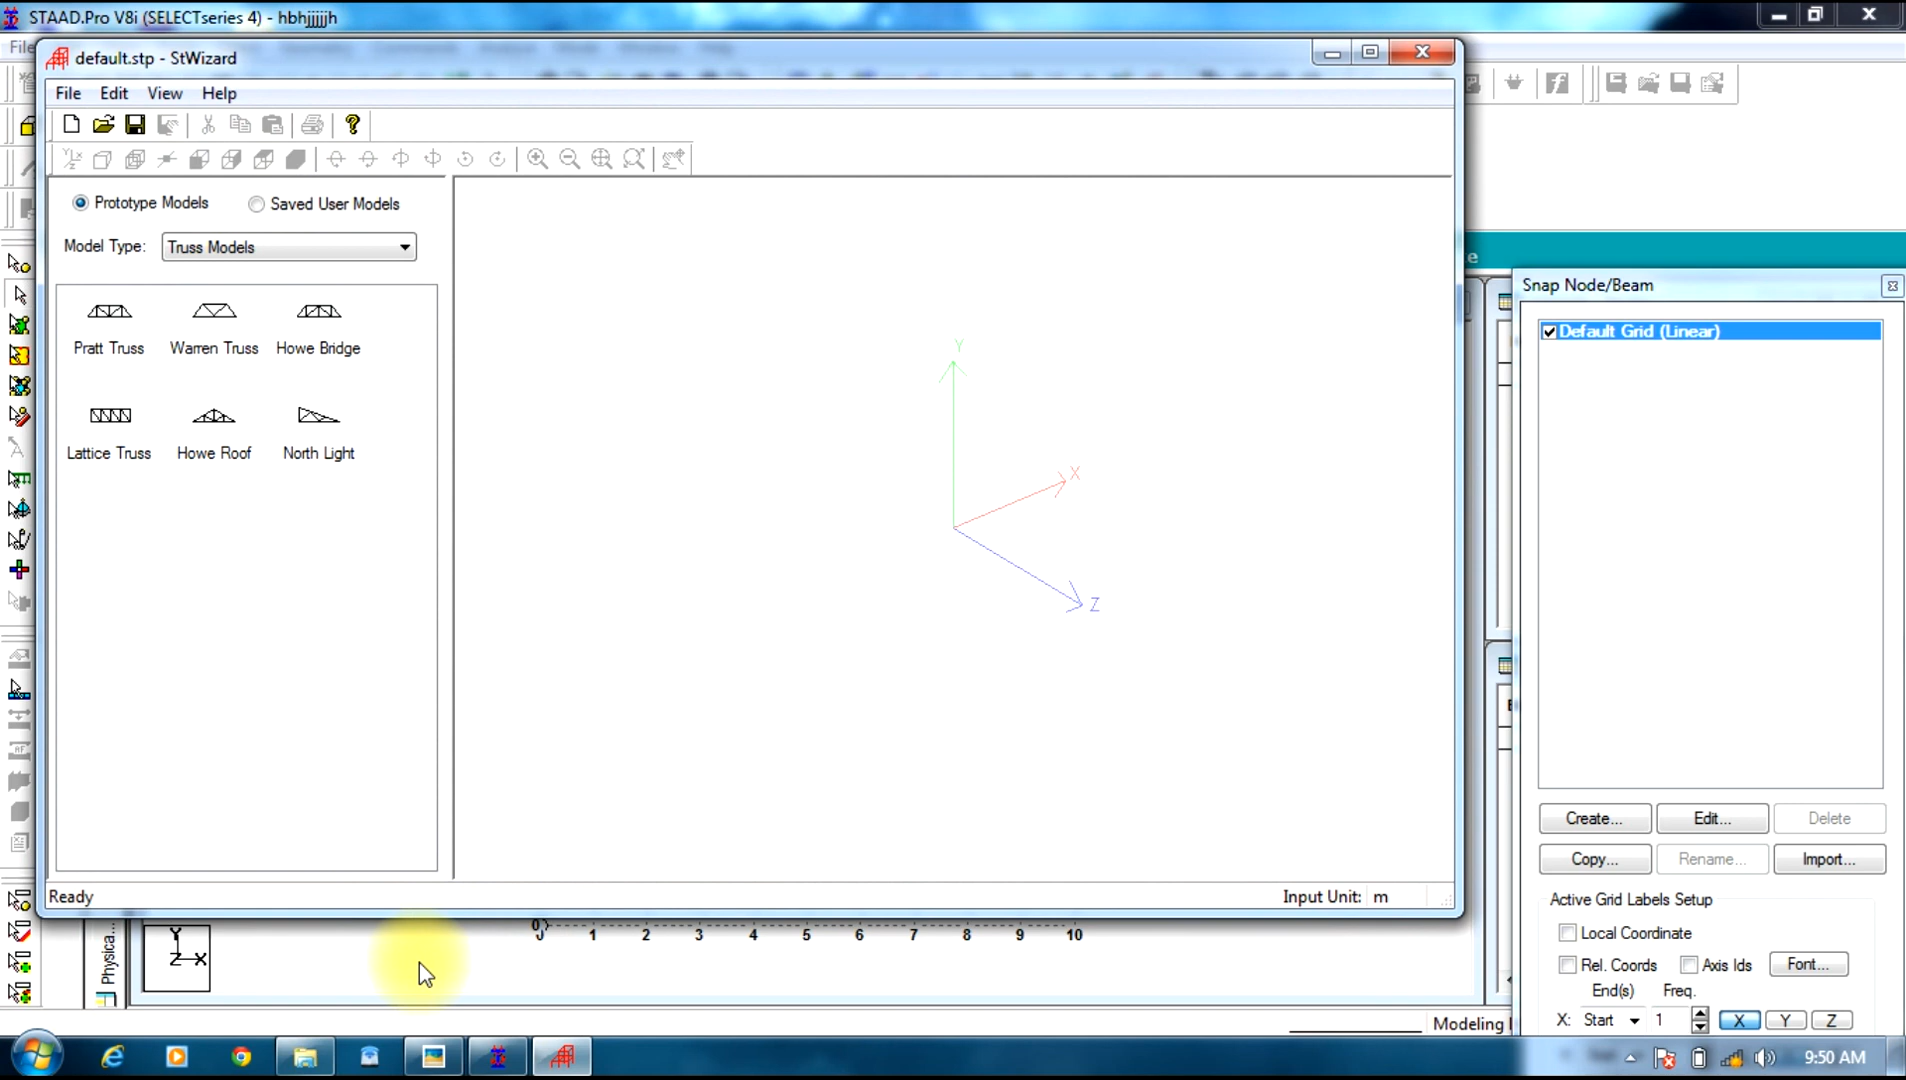 STAAD.Pro V8i (SELECTseries 4) - hbhjjjjjh
File
default.stp - StWizard
File Edit View Help
Prototype Models Saved User Models
Model Type: Truss Models
Pratt Truss Warren Truss Howe Bridge
Lattice Truss Howe Roof North Light
Y
X
Z
Ready Input Unit: m
Snap Node/Beam
Default Grid (Linear)
Create... Edit... Delete
Copy... Rename... Import...
Active Grid Labels Setup
Local Coordinate
Rel. Coords Axis Ids Font...
End(s) Freq.
X: Start 1 X Y Z
0 1 2 3 4 5 6 7 8 9 10
Y
Z X
Physica...
Modeling
9:50 AM